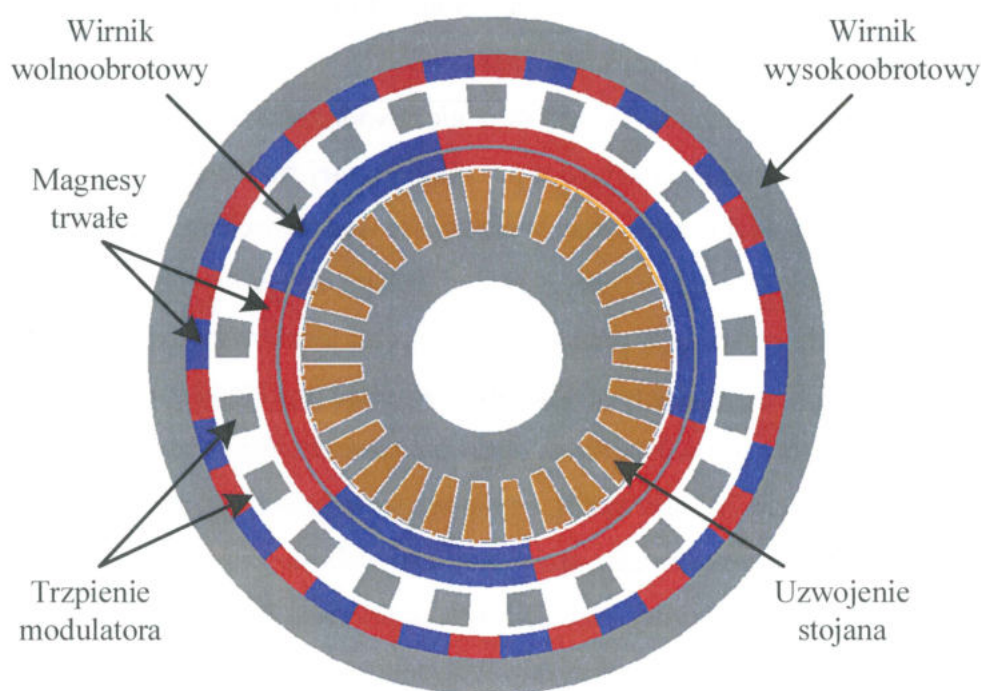 Wirnik
wolnoobrotowy
Wirnik
wysokoobrotowy
Magnesy
trwałe
Trzpienie
modulatora
Uzwojenie
stojana